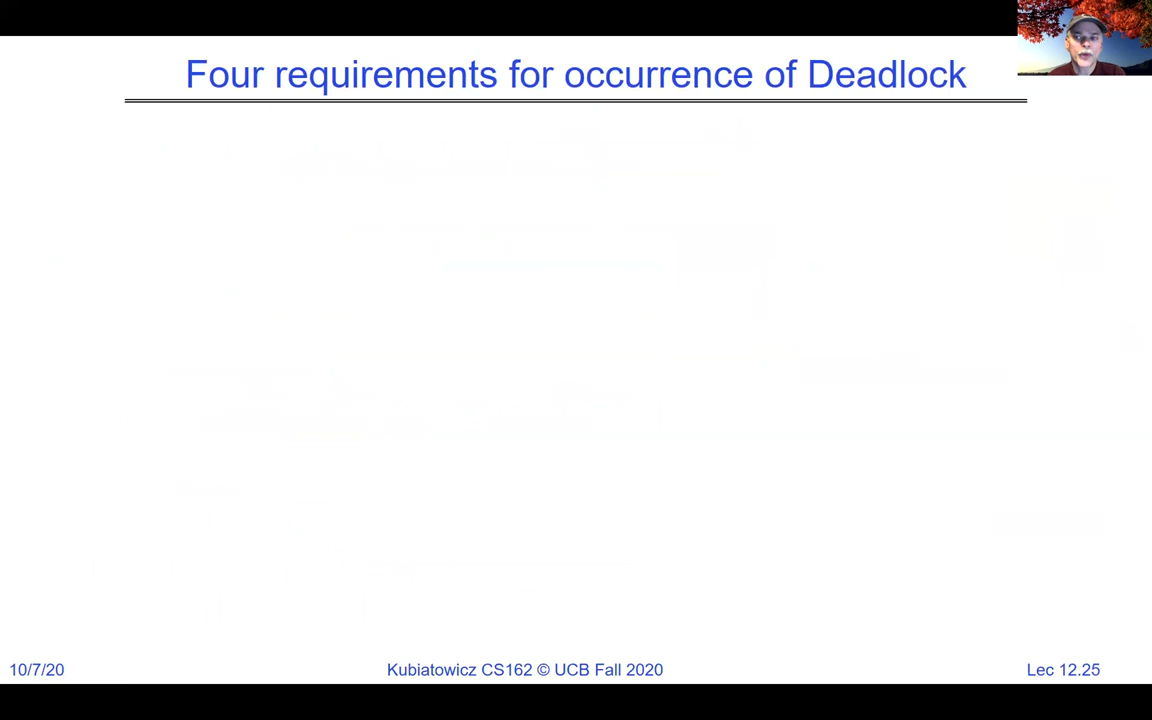 Four requirements for occurrence of Deadlock
10/7/20
Kubiatowicz CS162 © UCB Fall 2020
Lec 12.25